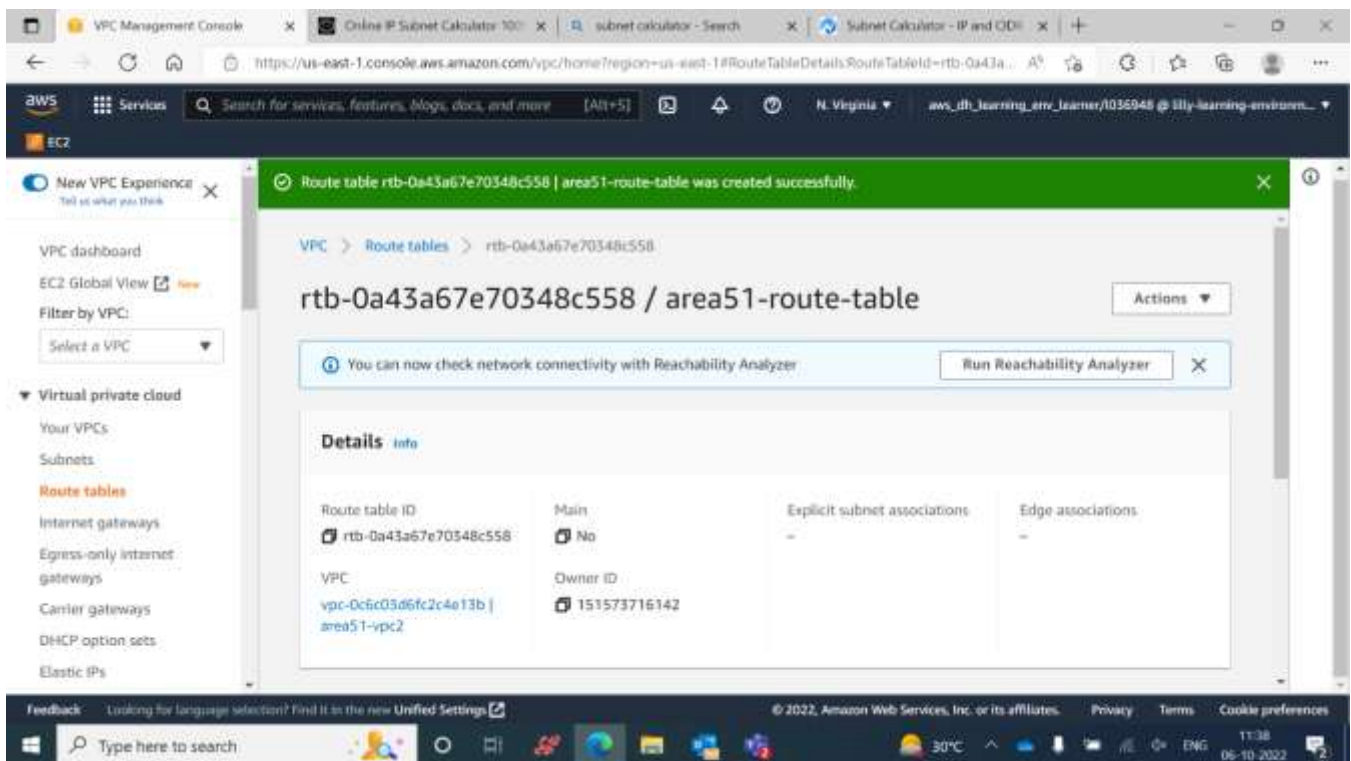 VPC Management Console
Online IP Subnet Calculator 100
subnet calculator - Search
Subnet Calculator - IP and CIDR
https://us-east-1.console.aws.amazon.com/vpc/home?region=us-east-1#RouteTableDetails:RouteTableId=rtb-0a43a...
aws
Services
Search for services, features, blogs, docs, and more
[Alt+S]
N. Virginia
aws_dh_learning_env_learner/1036948 @ lilly-learning-environm...
EC2
New VPC Experience
Tell us what you think
Route table rtb-0a43a67e70348c558 | area51-route-table was created successfully.
VPC dashboard
EC2 Global View New
Filter by VPC:
Select a VPC
Virtual private cloud
Your VPCs
Subnets
Route tables
Internet gateways
Egress-only internet
gateways
Carrier gateways
DHCP option sets
Elastic IPs
VPC > Route tables > rtb-0a43a67e70348c558
rtb-0a43a67e70348c558 / area51-route-table
Actions
You can now check network connectivity with Reachability Analyzer
Run Reachability Analyzer
Details Info
Route table ID
rtb-0a43a67e70348c558
Main
No
Explicit subnet associations
–
Edge associations
–
VPC
vpc-0c6c03d6fc2c4e13b |
area51-vpc2
Owner ID
151573716142
Feedback
Looking for language selection? Find it in the new Unified Settings
© 2022, Amazon Web Services, Inc. or its affiliates.
Privacy
Terms
Cookie preferences
Type here to search
30°C
ENG
11:38
06-10-2022
2